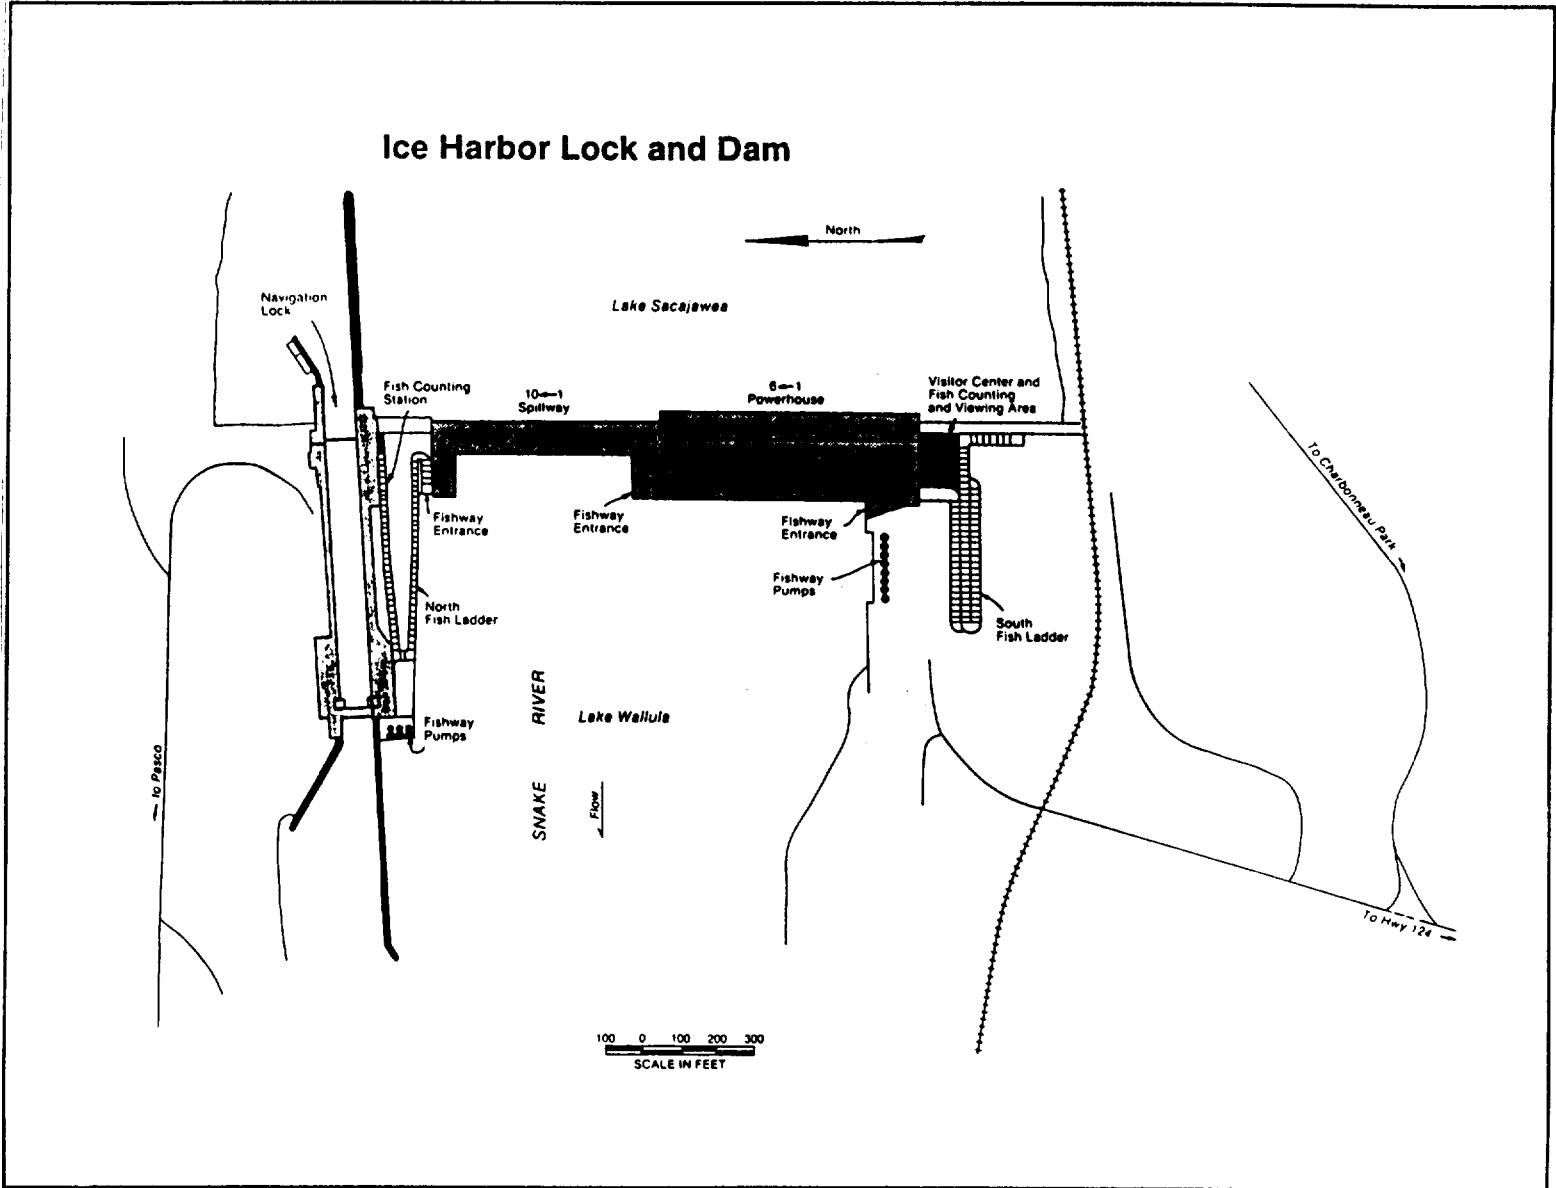 Ice Harbor Lock and Dam
North
Navigation
Lock
Lake Sacajawea
Fish Counting
Station
10 1
Spillway
6 1
Powerhouse
Visitor Center and
Fish Counting
and Viewing Area
To Charbonneau Park
Fishway
Entrance
Fishway
Entrance
Fishway
Entrance
Fishway
Pumps
North
Fish Ladder
South
Fish Ladder
SNAKE RIVER
Lake Wallula
Fishway
Pumps
to Pasco
Flow
To Hwy 124
100 0 100 200 300
SCALE IN FEET